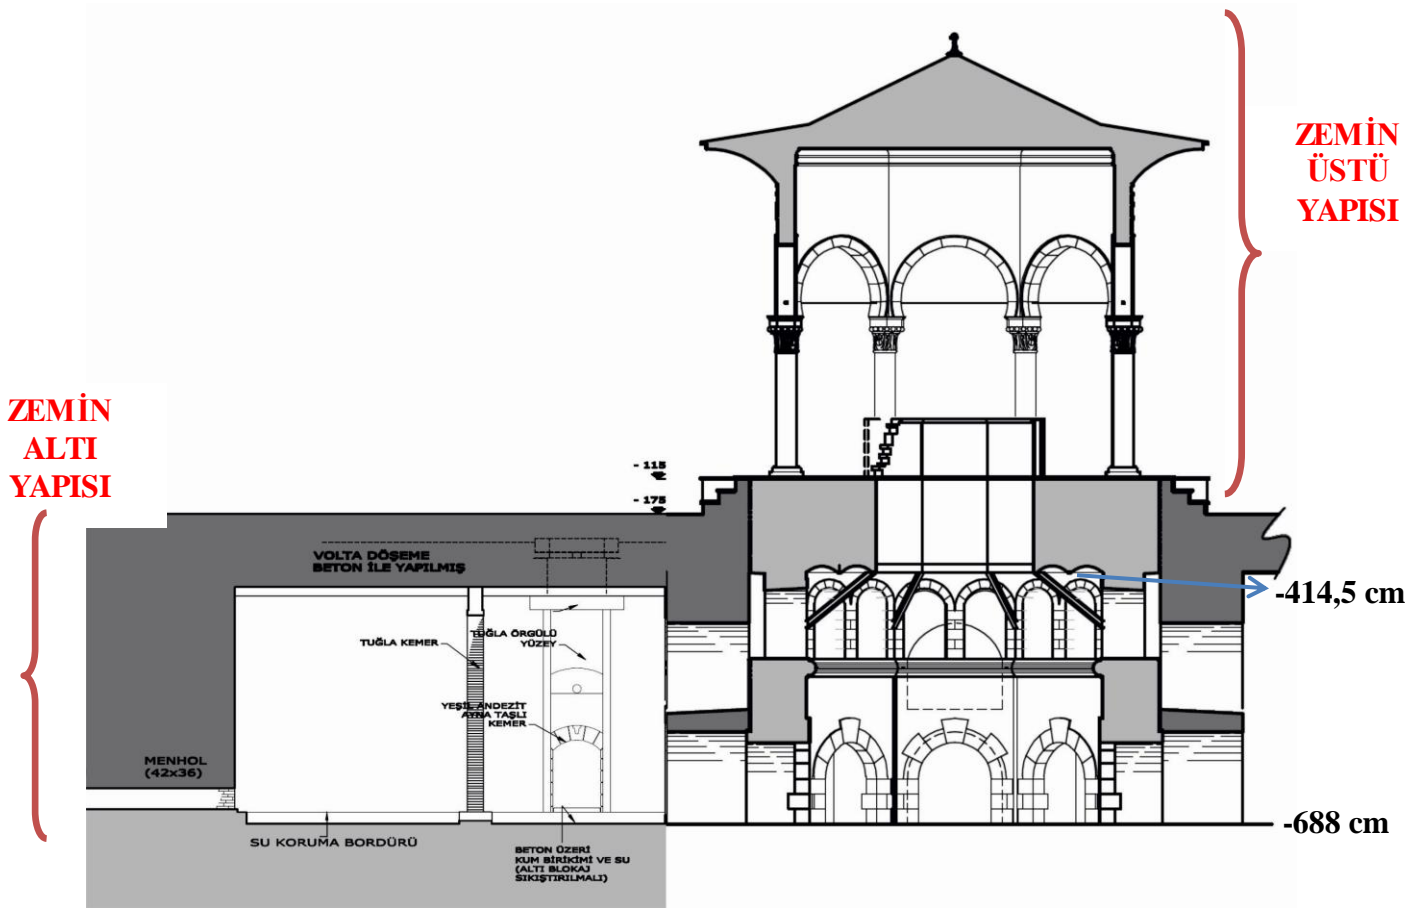 ZEMİN
ÜSTÜ
YAPISI
ZEMİN
ALTI
YAPISI
- 115
- 175
VOLTA DÖŞEME
BETON İLE YAPILMIŞ
-414,5 cm
TUĞLA KEMER
TUĞLA ÖRGÜLÜ
YÜZEY
YEŞİL ANDEZİT
AYNA TAŞLI
KEMER
MENHOL
(42x36)
-688 cm
SU KORUMA BORDÜRÜ
BETON ÜZERİ
KUM BİRİKİMİ VE SU
(ALTI BLOKAJ
SIKIŞTIRILMALI)